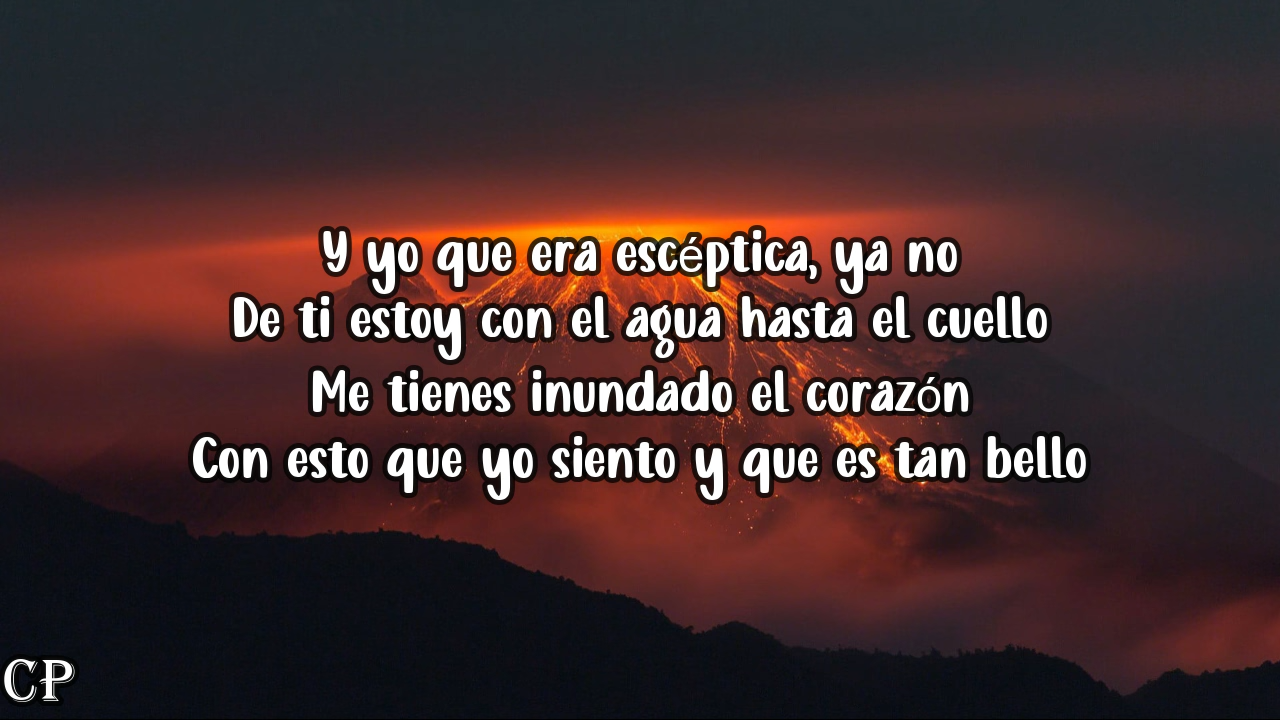 Y yo que era escéptica, ya no
De ti estoy con el agua hasta el cuello
Me tienes inundado el corazón
Con esto que yo siento y que es tan bello
CP